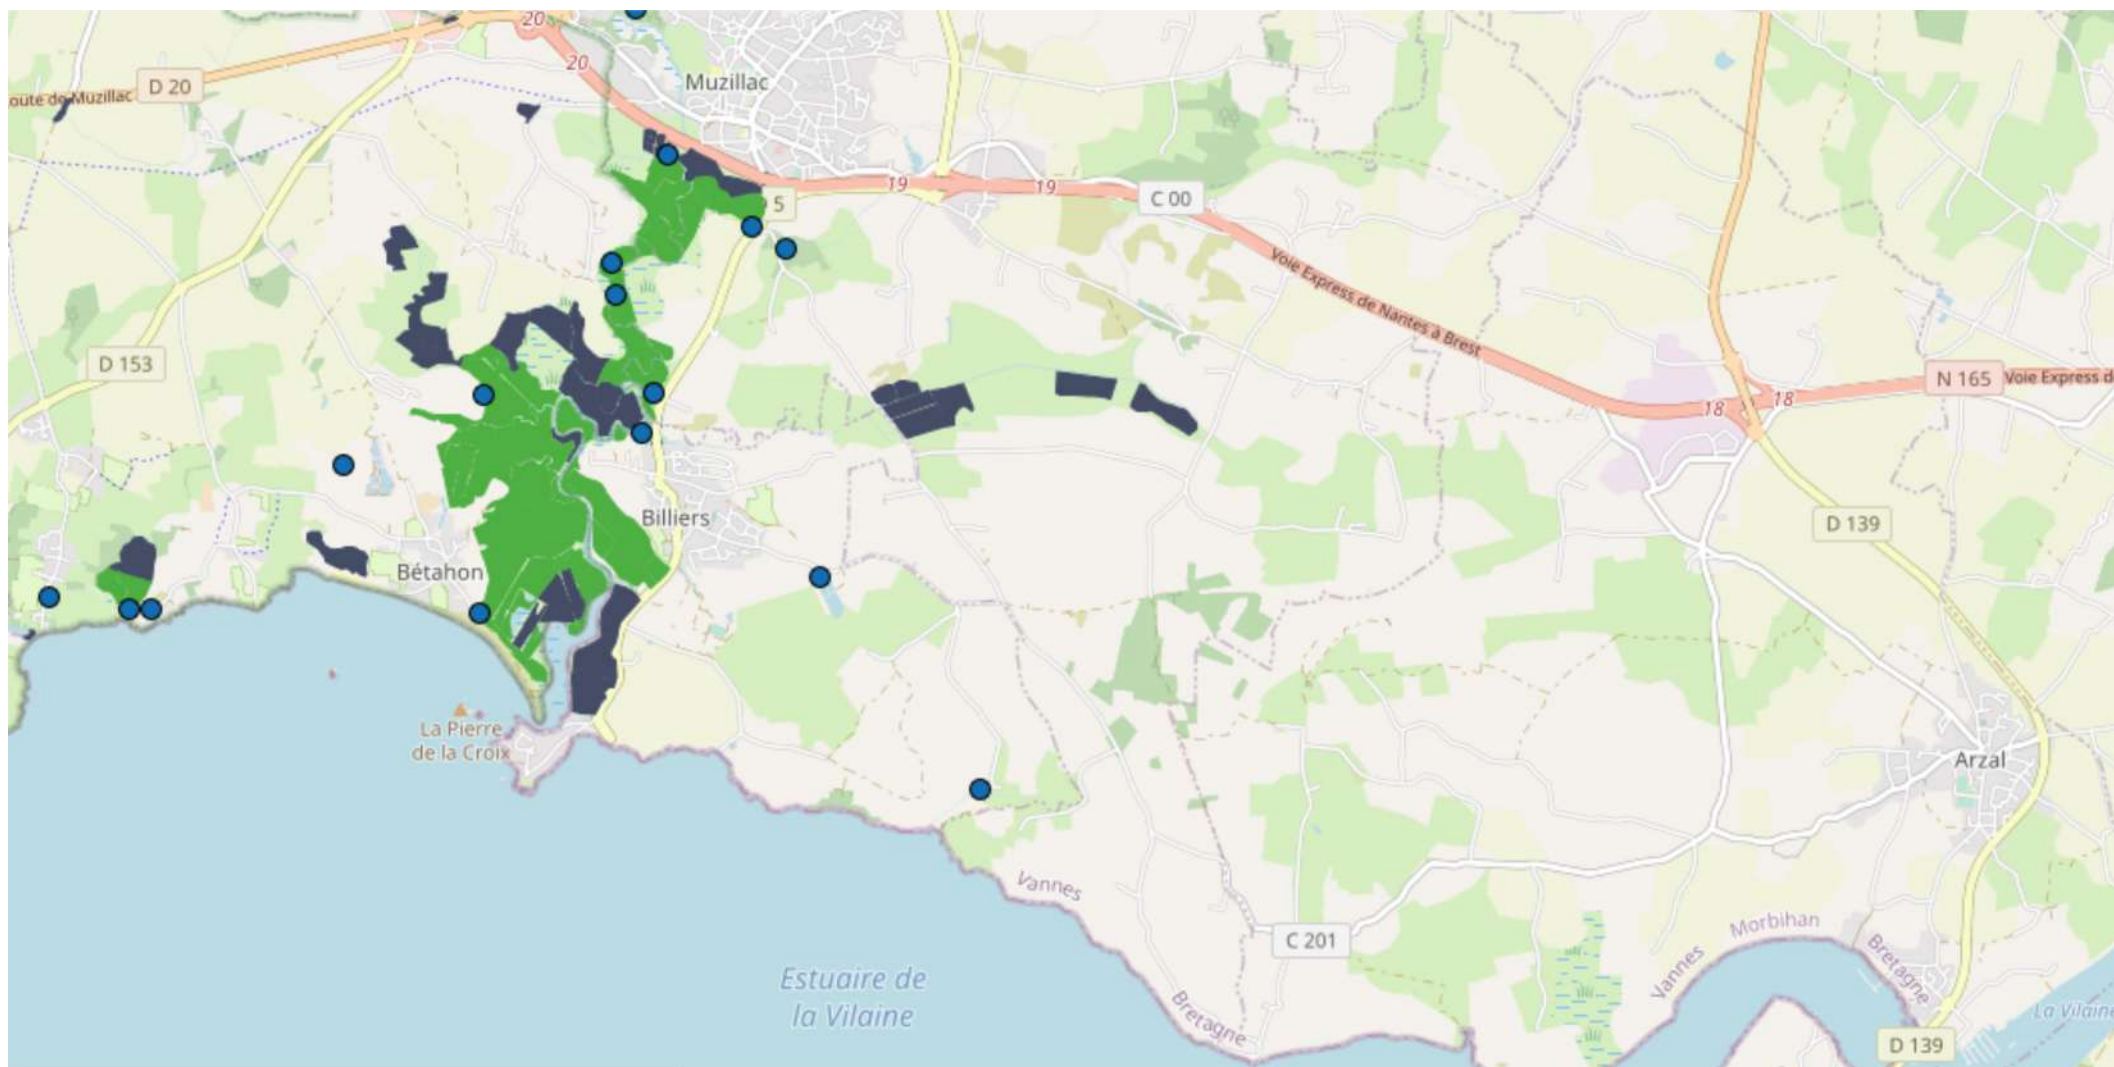 20
20
Muzillac
D 20
oute de Muzillac
19
19
C 00
5
Voie Express de Nantes à Brest
D 153
N 165
Voie Express d
18
18
Billiers
D 139
Bétahon
La Pierre
de la Croix
Arzal
Vannes
Morbihan
C 201
Vannes
Bretagne
Estuaire de
la Vilaine
Bretagne
La Vilaine
D 139